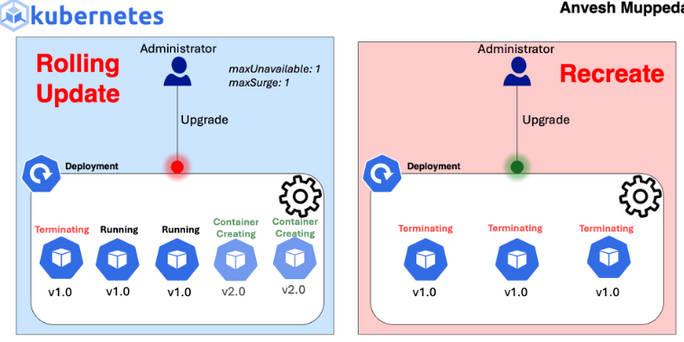 kubernetes
Anvesh Muppeda
Rolling
Update
Administrator
maxUnavailable: 1
maxSurge: 1
Upgrade
Deployment
Terminating
Running
Running
Container
Creating
Container
Creating
v1.0
v1.0
v1.0
v2.0
v2.0
Administrator
Recreate
Upgrade
Deployment
Terminating
Terminating
Terminating
v1.0
v1.0
v1.0